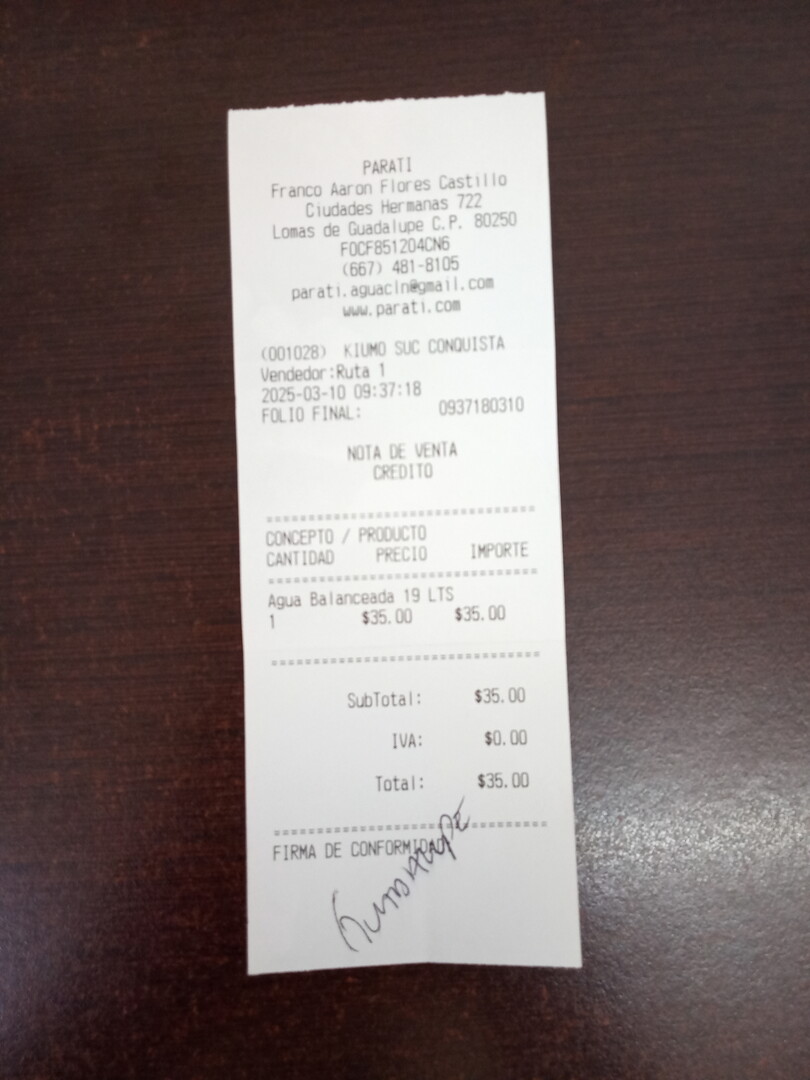 PARATI
Franco Aaron Flores Castillo
Ciudades Hermanas 722
Lomas de Guadalupe C.P. 80250
FOCF851204CN6
(667) 481-8105
parati.aguacln@gmail.com
www.parati.com
(001028) KIUMO SUC CONQUISTA
Vendedor:Ruta 1
2025-03-10 09:37:18
FOLIO FINAL: 0937180310
NOTA DE VENTA
CREDITO
CONCEPTO / PRODUCTO
CANTIDAD PRECIO IMPORTE
Agua Balanceada 19 LTS
1 $35.00 $35.00
SubTotal: $35.00
IVA: $0.00
Total: $35.00
FIRMA DE CONFORMIDAD